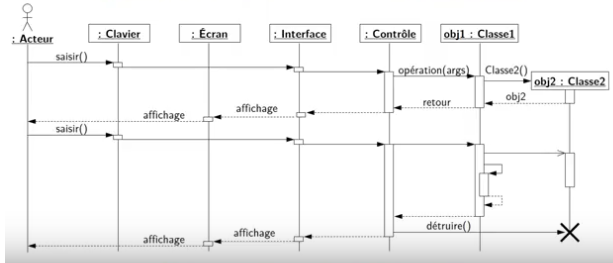 : Acteur
: Clavier
: Écran
: Interface
: Contrôle
obj1 : Classe1
saisir()
opération(args)
Classe2()
obj2 : Classe2
obj2
retour
affichage
affichage
saisir()
détruire()
affichage
affichage